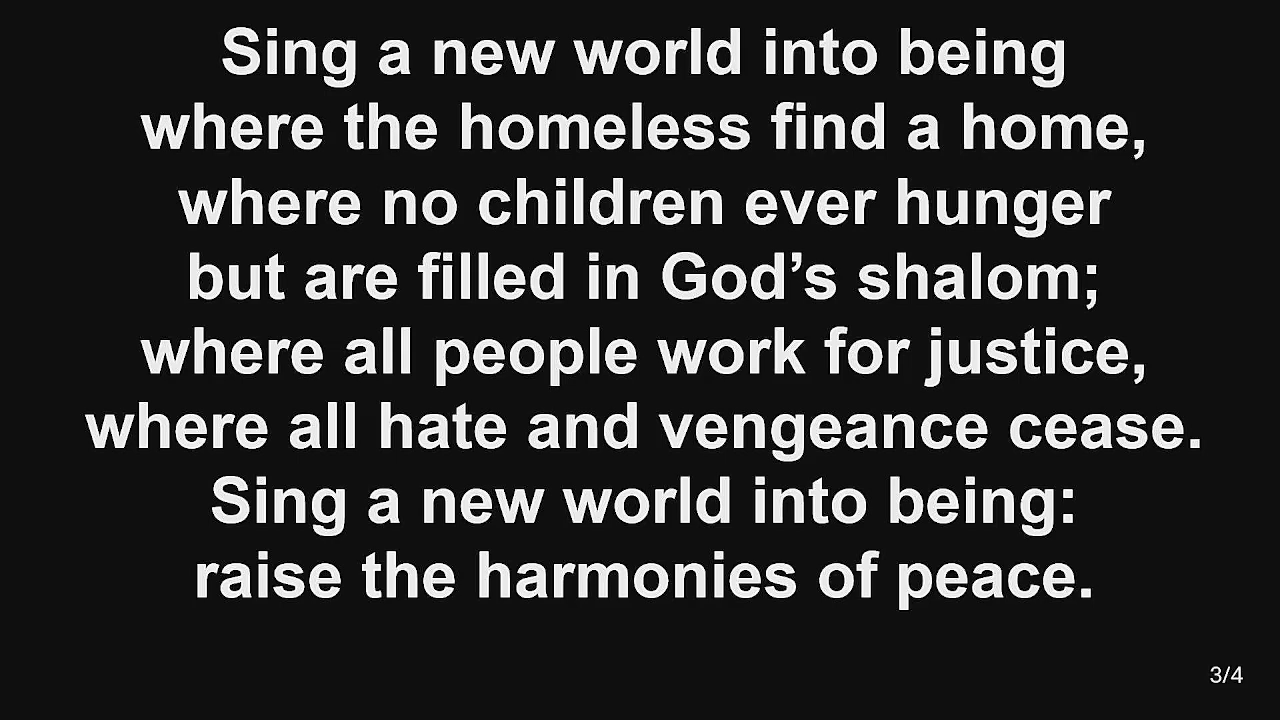 Sing a new world into being
where the homeless find a home,
where no children ever hunger
but are filled in God’s shalom;
where all people work for justice,
where all hate and vengeance cease.
Sing a new world into being:
raise the harmonies of peace.
3/4